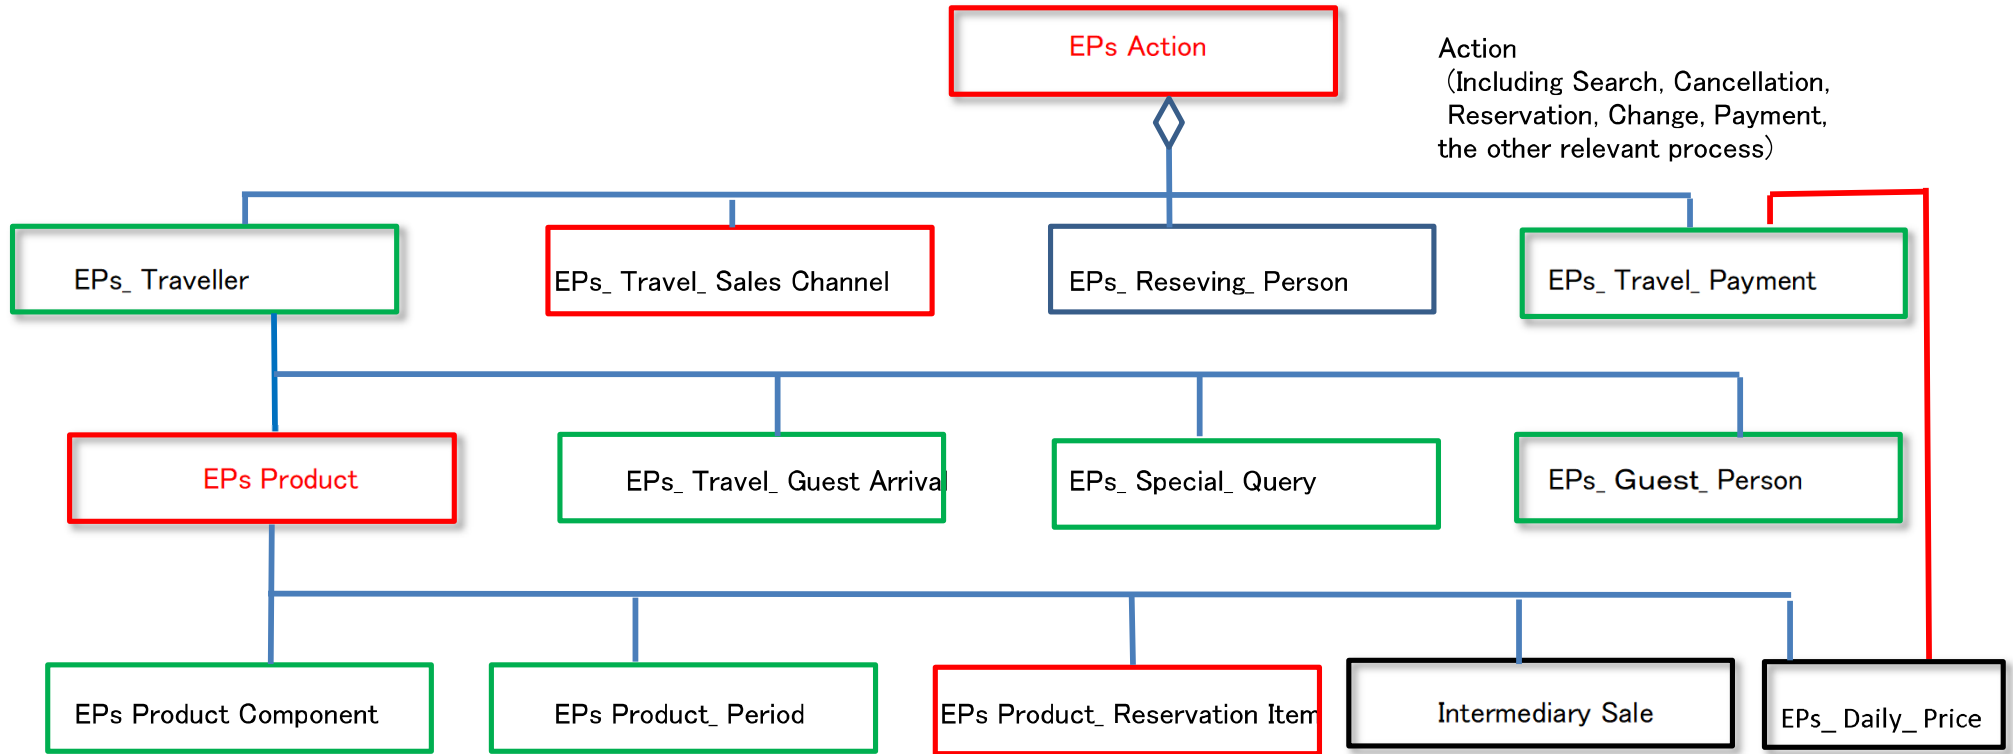 EPs Action
Action
（Including Search, Cancellation,
Reservation, Change, Payment,
the other relevant process）
EPs_ Traveller
EPs_ Travel_ Sales Channel
EPs_ Reseving_ Person
EPs_ Travel_ Payment
EPs Product
EPs_ Travel_ Guest Arrival
EPs_ Special_ Query
EPs_ Guest_ Person
EPs Product Component
EPs Product_ Period
EPs Product_ Reservation Item
Intermediary Sale
EPs_ Daily_ Price